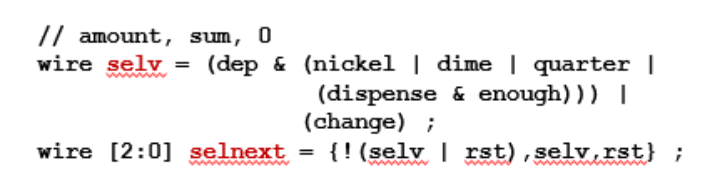 // amount, sum, 0
wire selv = (dep & (nickel | dime | quarter |
(dispense & enough))) |
(change) ;
wire [2:0] selnext = {!(selv | rst),selv,rst} ;